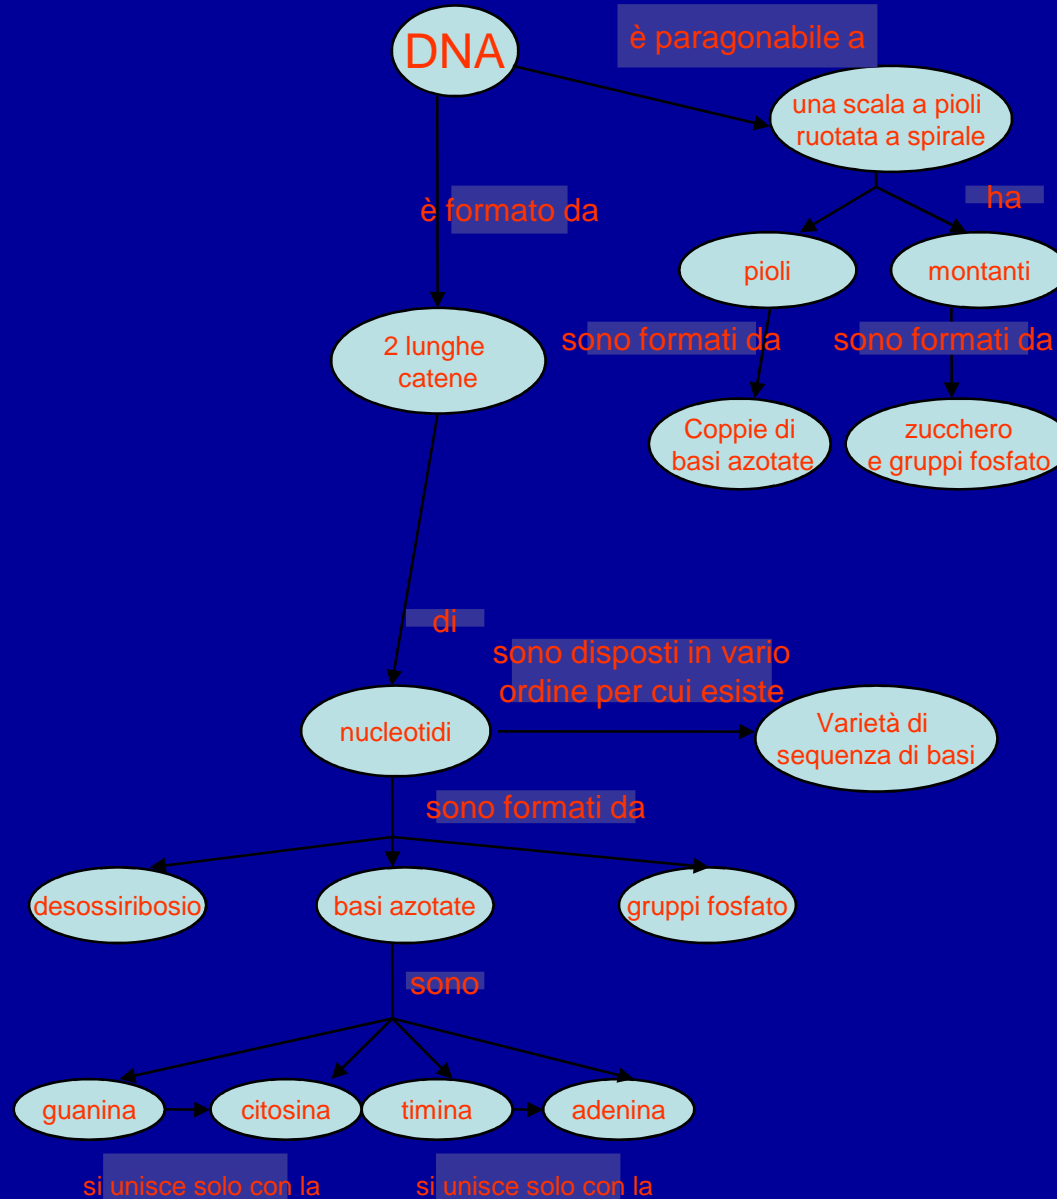 DNA
è paragonabile a
una scala a pioli
ruotata a spirale
è formato da
ha
pioli
montanti
2 lunghe
catene
sono formati da
sono formati da
Coppie di
basi azotate
zucchero
e gruppi fosfato
di
sono disposti in vario
ordine per cui esiste
nucleotidi
Varietà di
sequenza di basi
sono formati da
desossiribosio
basi azotate
gruppi fosfato
sono
guanina
citosina
timina
adenina
si unisce solo con la
si unisce solo con la